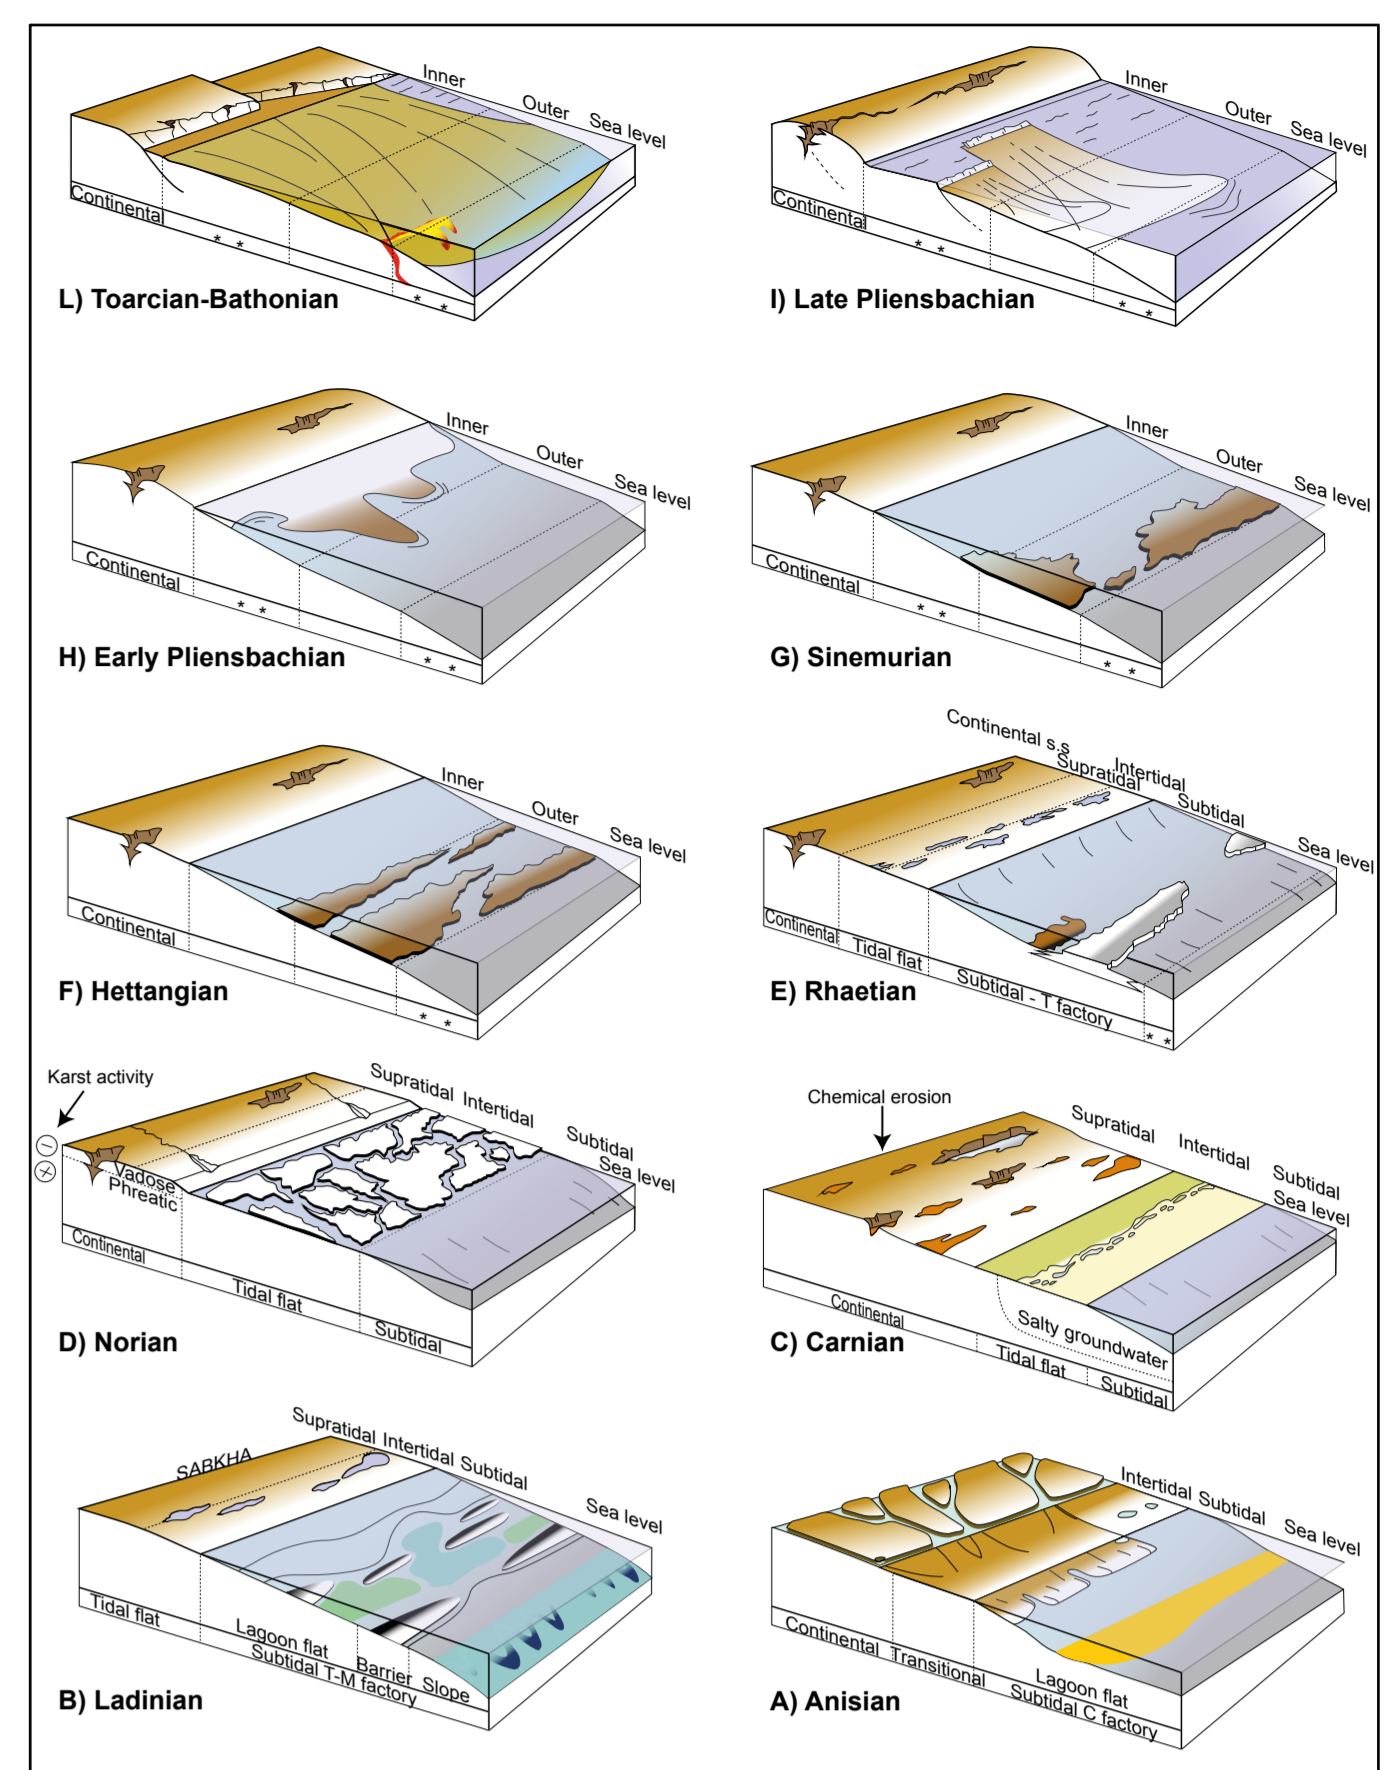 Inner
Outer
Sea level
Continental
* *
* *
L) Toarcian-Bathonian
Inner
Outer
Sea level
Continental
* *
* *
I) Late Pliensbachian
Inner
Outer
Sea level
Continental
* *
* *
H) Early Pliensbachian
Inner
Outer
Sea level
Continental
* *
* *
G) Sinemurian
Inner
Outer
Sea level
Continental
* *
F) Hettangian
Continental s.s
Supratidal
Intertidal
Subtidal
Sea level
Continental
Tidal flat
Subtidal - T factory
* *
E) Rhaetian
Karst activity
−
+
Vadose
Phreatic
Supratidal
Intertidal
Subtidal
Sea level
Continental
Tidal flat
Subtidal
D) Norian
Chemical erosion
Supratidal
Intertidal
Subtidal
Sea level
Continental
Salty groundwater
Tidal flat
Subtidal
C) Carnian
SABKHA
Supratidal
Intertidal
Subtidal
Sea level
Tidal flat
Lagoon flat
Barrier
Slope
Subtidal T-M factory
B) Ladinian
Intertidal
Subtidal
Sea level
Continental
Transitional
Lagoon flat
Subtidal C factory
A) Anisian